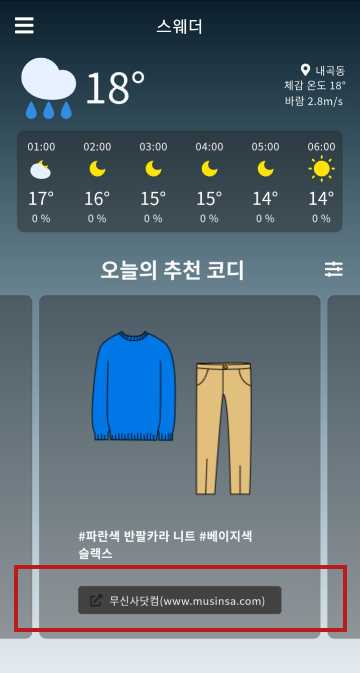 스웨더
18°
내곡동
체감 온도 18°
바람 2.8m/s
01:00 02:00 03:00 04:00 05:00 06:00
17° 16° 15° 15° 14° 14°
0 % 0 % 0 % 0 % 0 % 0 %
오늘의 추천 코디
#파란색 반팔카라 니트 #베이지색
슬랙스
무신사닷컴(www.musinsa.com)